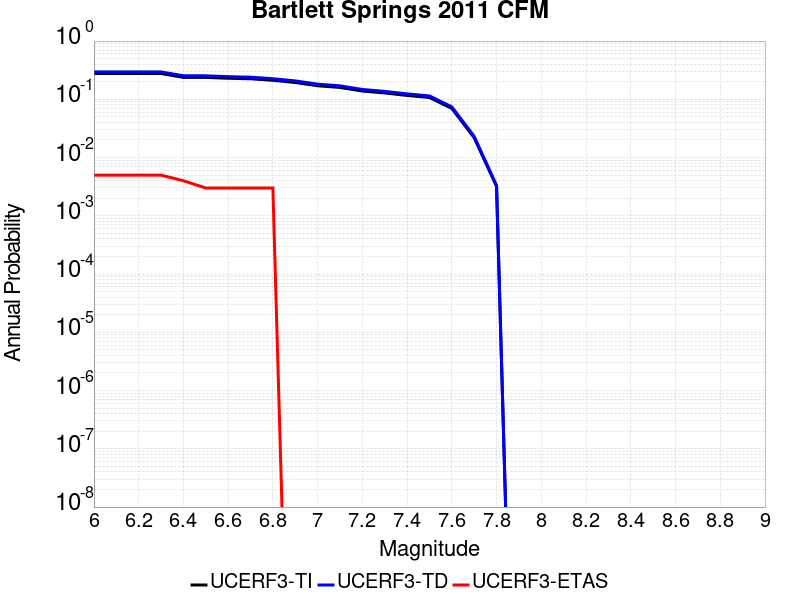 Bartlett Springs 2011 CFM
10^0
10^-1
10^-2
10^-3
10^-4
10^-5
10^-6
10^-7
10^-8
Annual Probability
6 6.2 6.4 6.6 6.8 7 7.2 7.4 7.6 7.8 8 8.2 8.4 8.6 8.8 9
Magnitude
UCERF3-TI UCERF3-TD UCERF3-ETAS